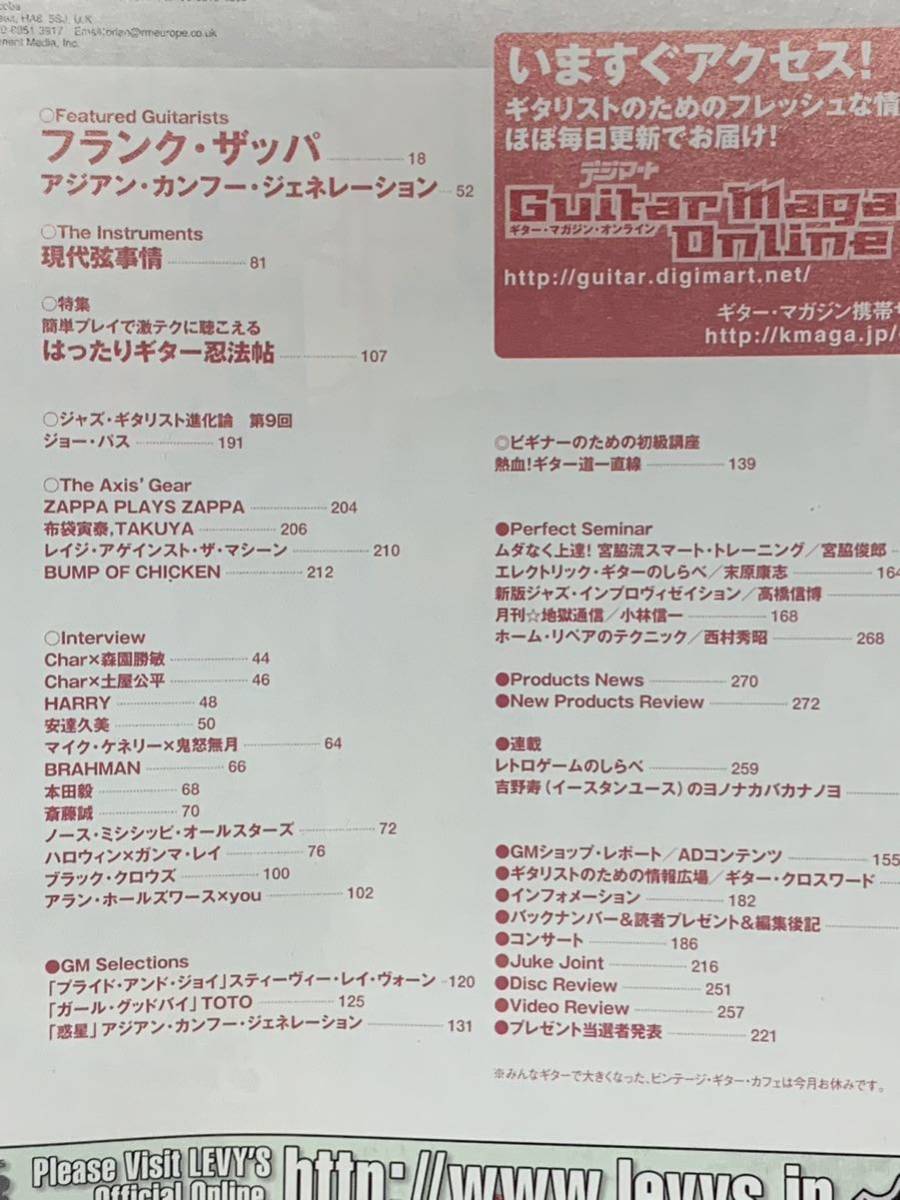 HA8 5SJ, U.K
Email:brian@rmeurope.co.uk
Media, Inc.
○Featured Guitarists
フランク・ザッパ 18
アジアン・カンフー・ジェネレーション 52
○The Instruments
現代弦事情 81
○特集
簡単プレイで激テクに聴こえる
はったりギター忍法帖 107
○ジャズ・ギタリスト進化論 第9回
ジョー・パス 191
○The Axis' Gear
ZAPPA PLAYS ZAPPA 204
布袋寅泰,TAKUYA 206
レイジ・アゲインスト・ザ・マシーン 210
BUMP OF CHICKEN 212
○Interview
Char×森園勝敏 44
Char×土屋公平 46
HARRY 48
安達久美 50
マイク・ケネリー×鬼怒無月 64
BRAHMAN 66
本田毅 68
斎藤誠 70
ノース・ミシシッピ・オールスターズ 72
ハロウィン×ガンマ・レイ 76
ブラック・クロウズ 100
アラン・ホールズワース×you 102
●GM Selections
「プライド・アンド・ジョイ」スティーヴィー・レイ・ヴォーン 120
「ガール・グッドバイ」TOTO 125
「惑星」アジアン・カンフー・ジェネレーション 131
いますぐアクセス!
ギタリストのためのフレッシュな情
ほぼ毎日更新でお届け!
デジマート
Guitar Maga
ギター・マガジン・オンライン
Online
http://guitar.digimart.net/
ギター・マガジン携帯サ
http://kmaga.jp/
◎ビギナーのための初級講座
熱血!ギター道一直線 139
●Perfect Seminar
ムダなく上達! 宮脇流スマート・トレーニング/宮脇俊郎
エレクトリック・ギターのしらべ/末原康志 164
新版ジャズ・インプロヴィゼイション/高橋信博
月刊☆地獄通信/小林信一 168
ホーム・リペアのテクニック/西村秀昭 268
●Products News 270
●New Products Review 272
●連載
レトロゲームのしらべ 259
吉野寿(イースタンユース)のヨノナカバカナノヨ
●GMショップ・レポート/ADコンテンツ 155
●ギタリストのための情報広場/ギター・クロスワード
●インフォメーション 182
●バックナンバー&読者プレゼント&編集後記
●コンサート 186
●Juke Joint 216
●Disc Review 251
●Video Review 257
●プレゼント当選者発表 221
※みんなギターで大きくなった、ビンテージ・ギター・カフェは今月お休みです。
Please Visit LEVY'S
Official Online
http://www.levys.jp